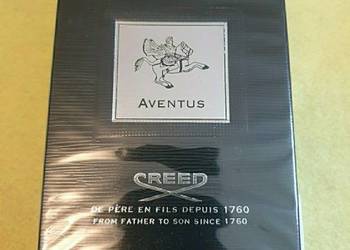 AVENTUS
CREED
DE PÈRE EN FILS DEPUIS 1760
FROM FATHER TO SON SINCE 1760